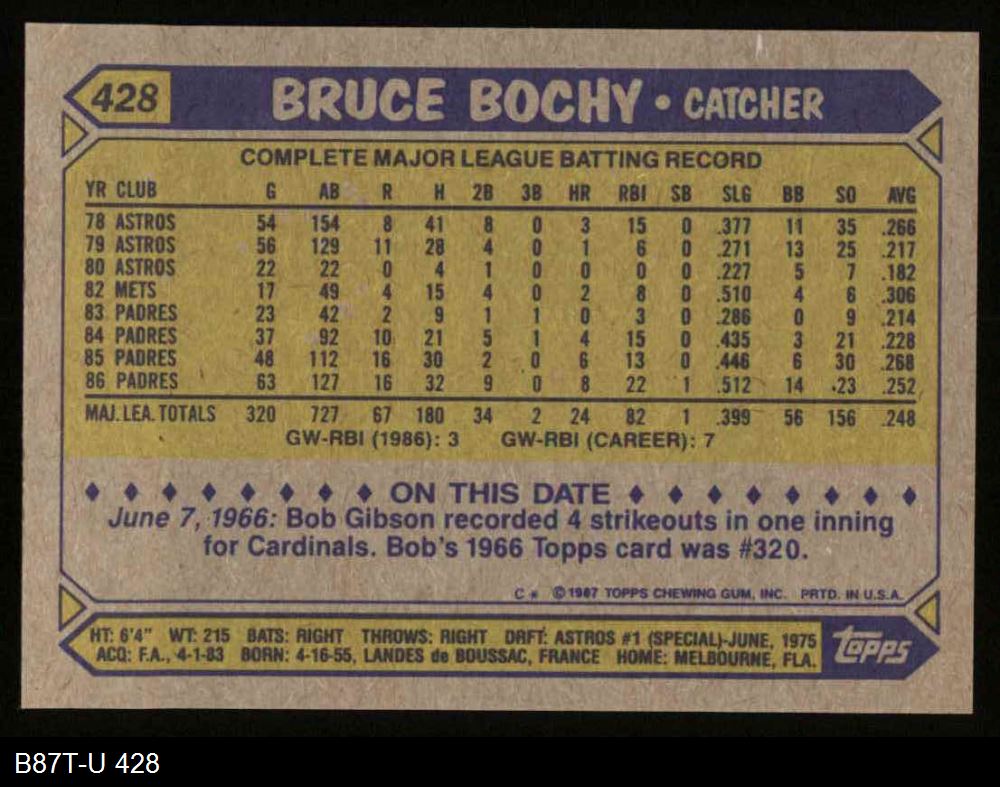 428 BRUCE BOCHY • CATCHER
COMPLETE MAJOR LEAGUE BATTING RECORD
YR CLUB G AB R H 2B 3B HR RBI SB SLG BB SO AVG
78 ASTROS 54 154 8 41 8 0 3 15 0 .377 11 35 .266
79 ASTROS 56 129 11 28 4 0 1 6 0 .271 13 25 .217
80 ASTROS 22 22 0 4 1 0 0 0 0 .227 5 7 .182
82 METS 17 49 4 15 4 0 2 8 0 .510 4 6 .306
83 PADRES 23 42 2 9 1 1 0 3 0 .286 0 9 .214
84 PADRES 37 92 10 21 5 1 4 15 0 .435 3 21 .228
85 PADRES 48 112 16 30 2 0 6 13 0 .446 6 30 .268
86 PADRES 63 127 16 32 9 0 8 22 1 .512 14 23 .252
MAJ. LEA. TOTALS 320 727 67 180 34 2 24 82 1 .399 56 156 .248
GW-RBI (1986): 3 GW-RBI (CAREER): 7
♦ ♦ ♦ ♦ ♦ ♦ ♦ ♦ ON THIS DATE ♦ ♦ ♦ ♦ ♦ ♦ ♦ ♦
June 7, 1966: Bob Gibson recorded 4 strikeouts in one inning
for Cardinals. Bob's 1966 Topps card was #320.
C * © 1987 TOPPS CHEWING GUM, INC. PRTD. IN U.S.A.
HT: 6'4" WT: 215 BATS: RIGHT THROWS: RIGHT DRFT: ASTROS #1 (SPECIAL)-JUNE, 1975
ACQ: F.A., 4-1-83 BORN: 4-16-55, LANDES de BOUSSAC, FRANCE HOME: MELBOURNE, FLA.
topps
B87T-U 428